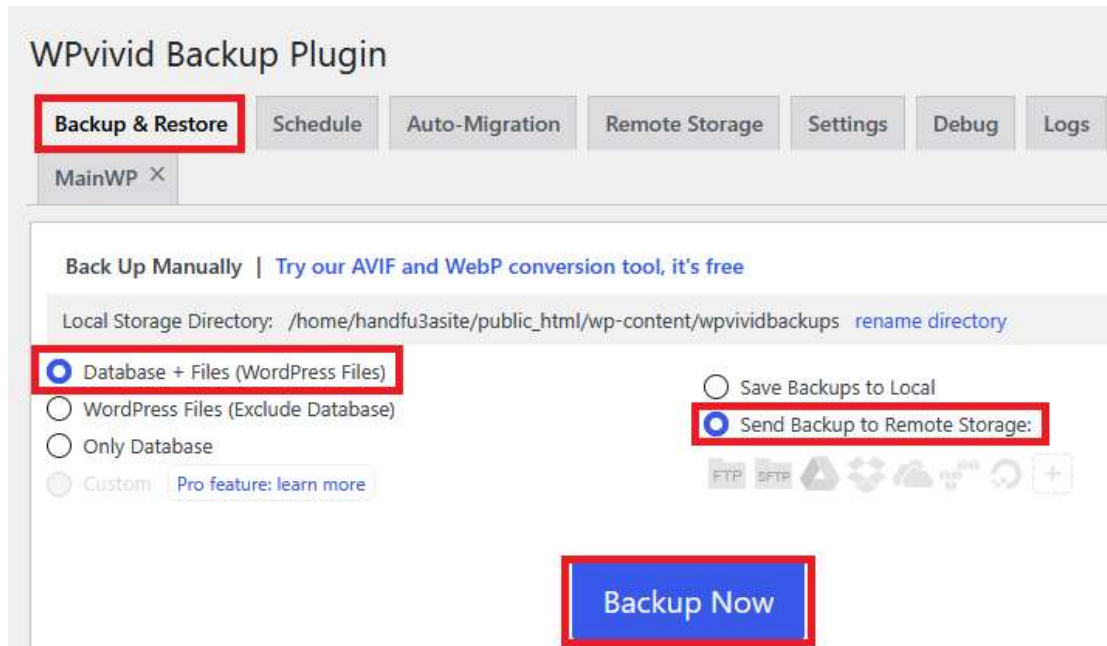 WPvivid Backup Plugin
Backup & Restore Schedule Auto-Migration Remote Storage Settings Debug Logs
MainWP ×
Back Up Manually | Try our AVIF and WebP conversion tool, it's free
Local Storage Directory: /home/handfu3asite/public_html/wp-content/wpvividbackups rename directory
Database + Files (WordPress Files)
WordPress Files (Exclude Database)
Only Database
Custom Pro feature: learn more
Save Backups to Local
Send Backup to Remote Storage:
FTP SFTP
Backup Now